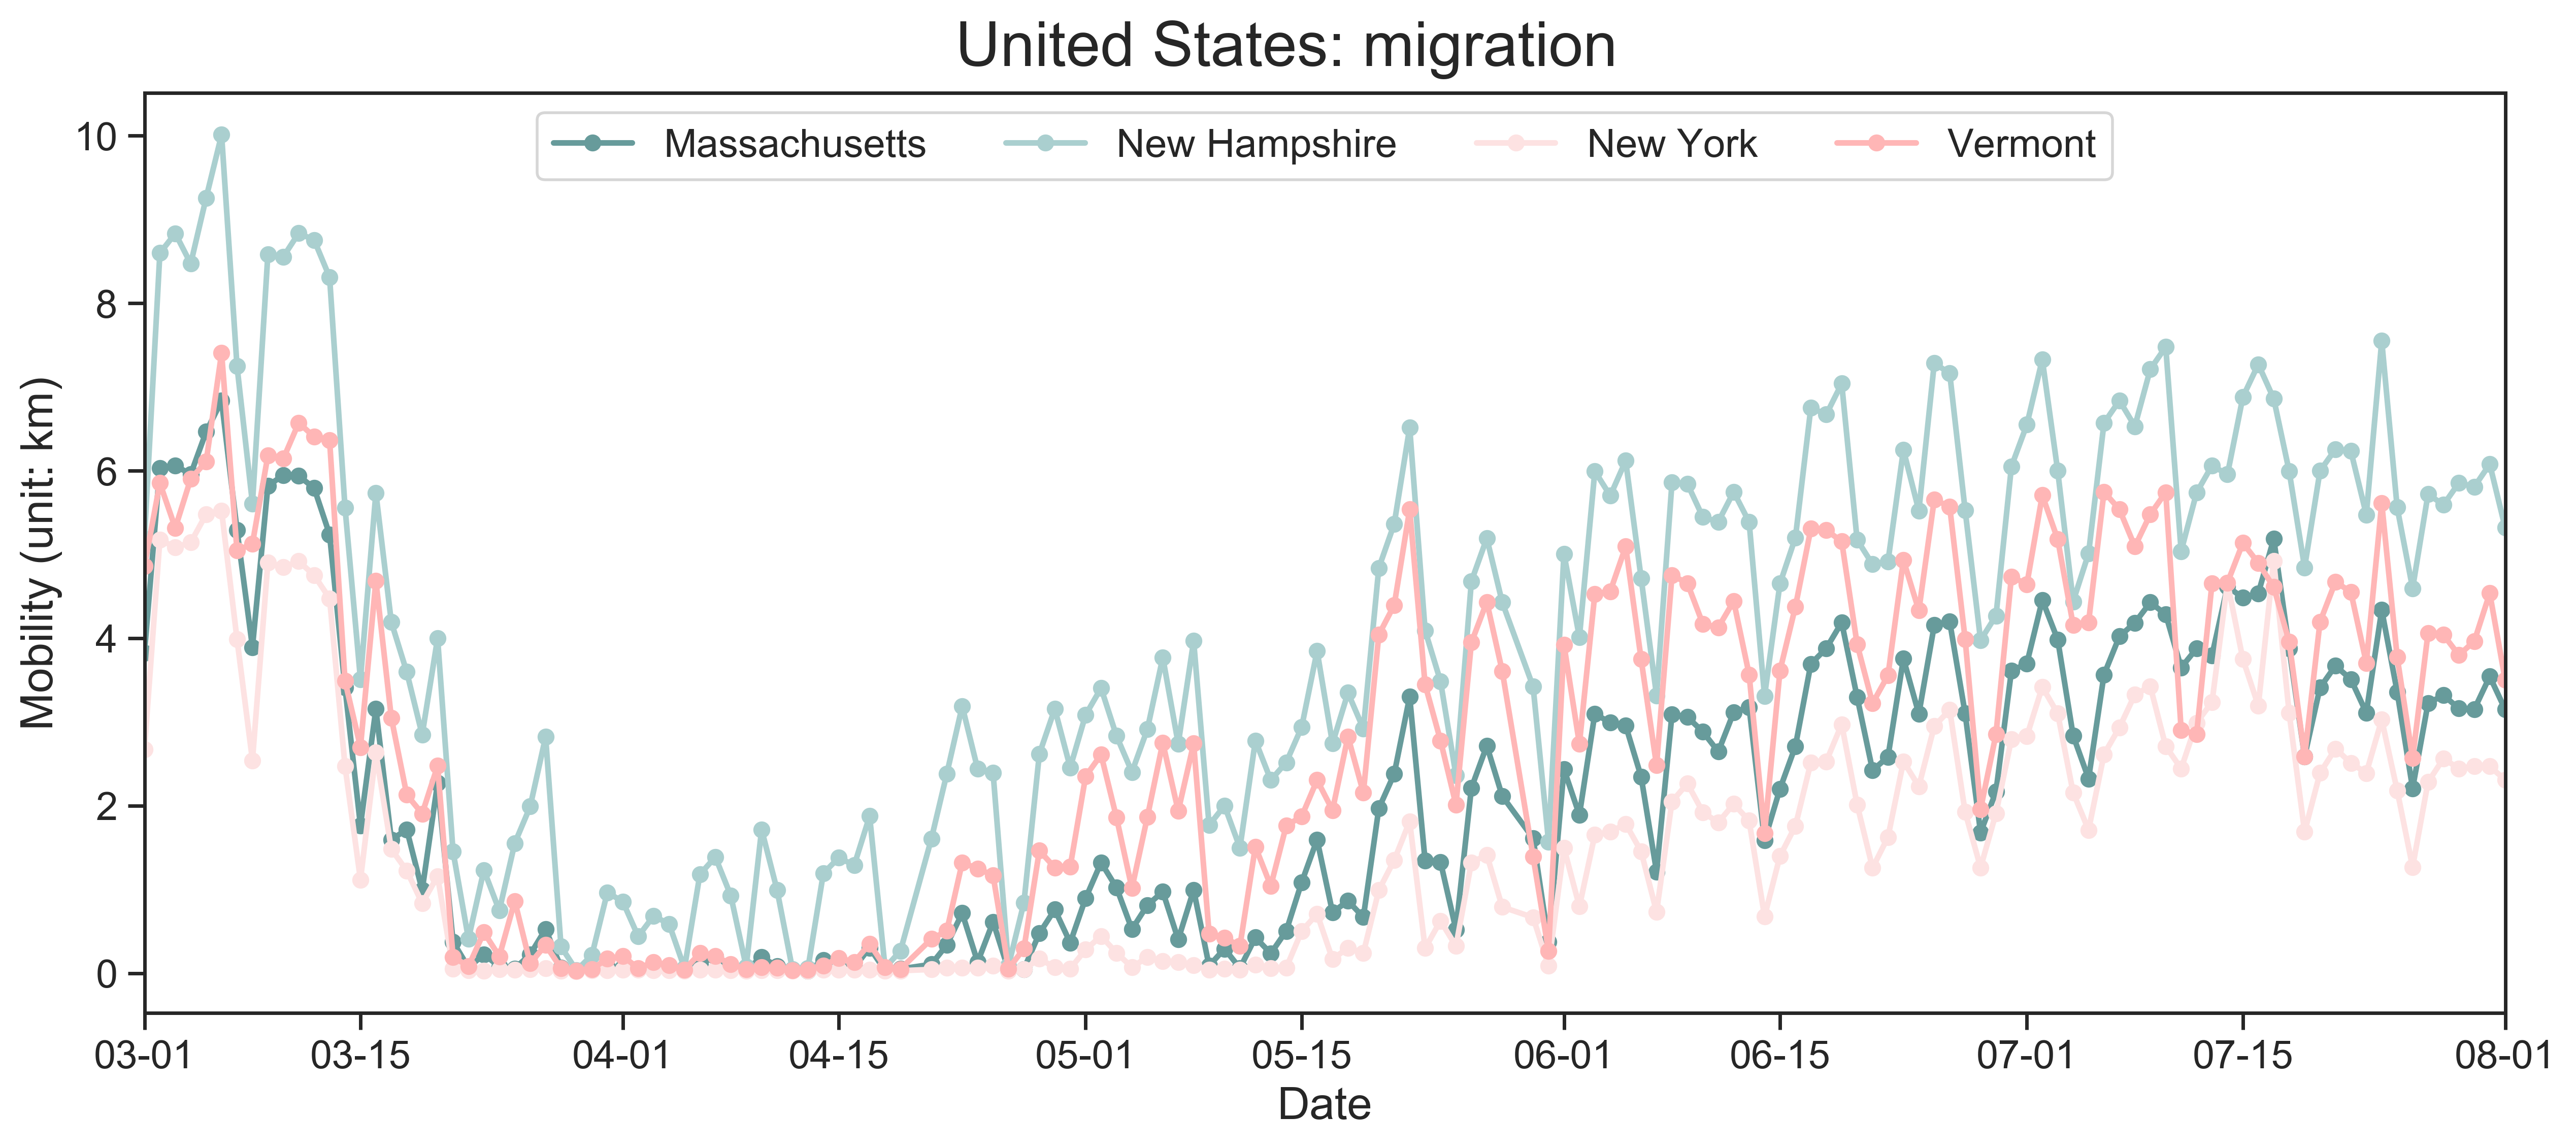 United States: migration
Massachusetts New Hampshire New York Vermont
Mobility (unit: km)
10
8
6
4
2
0
03-01 03-15 04-01 04-15 05-01 05-15 06-01 06-15 07-01 07-15 08-01
Date